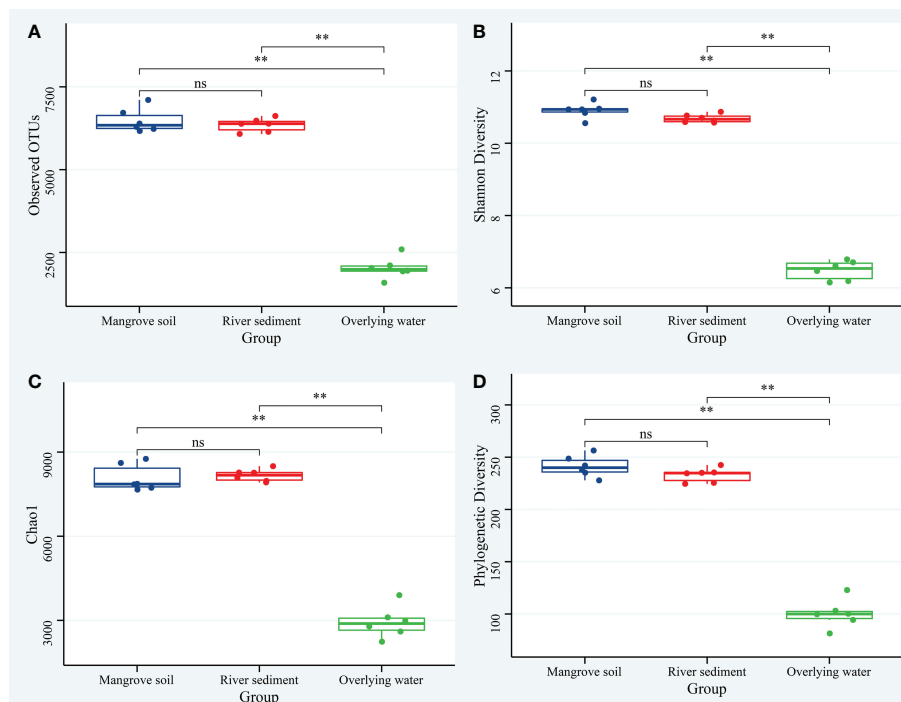 A
**
**
ns
Observed OTUs
7500
5000
2500
Mangrove soil River sediment Overlying water
Group
B
**
**
ns
Shannon Diversity
12
10
8
6
Mangrove soil River sediment Overlying water
Group
C
**
**
ns
Chao1
9000
6000
3000
Mangrove soil River sediment Overlying water
Group
D
**
**
ns
Phylogenetic Diversity
300
250
200
150
100
Mangrove soil River sediment Overlying water
Group